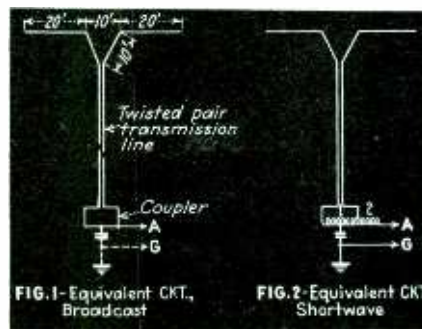 20' 10' 20'
10'
Twisted pair
transmission
line
Coupler
A
G
2
A
G
FIG.1-Equivalent CKT.,
Broadcast
FIG.2-Equivalent CKT
Shortwave